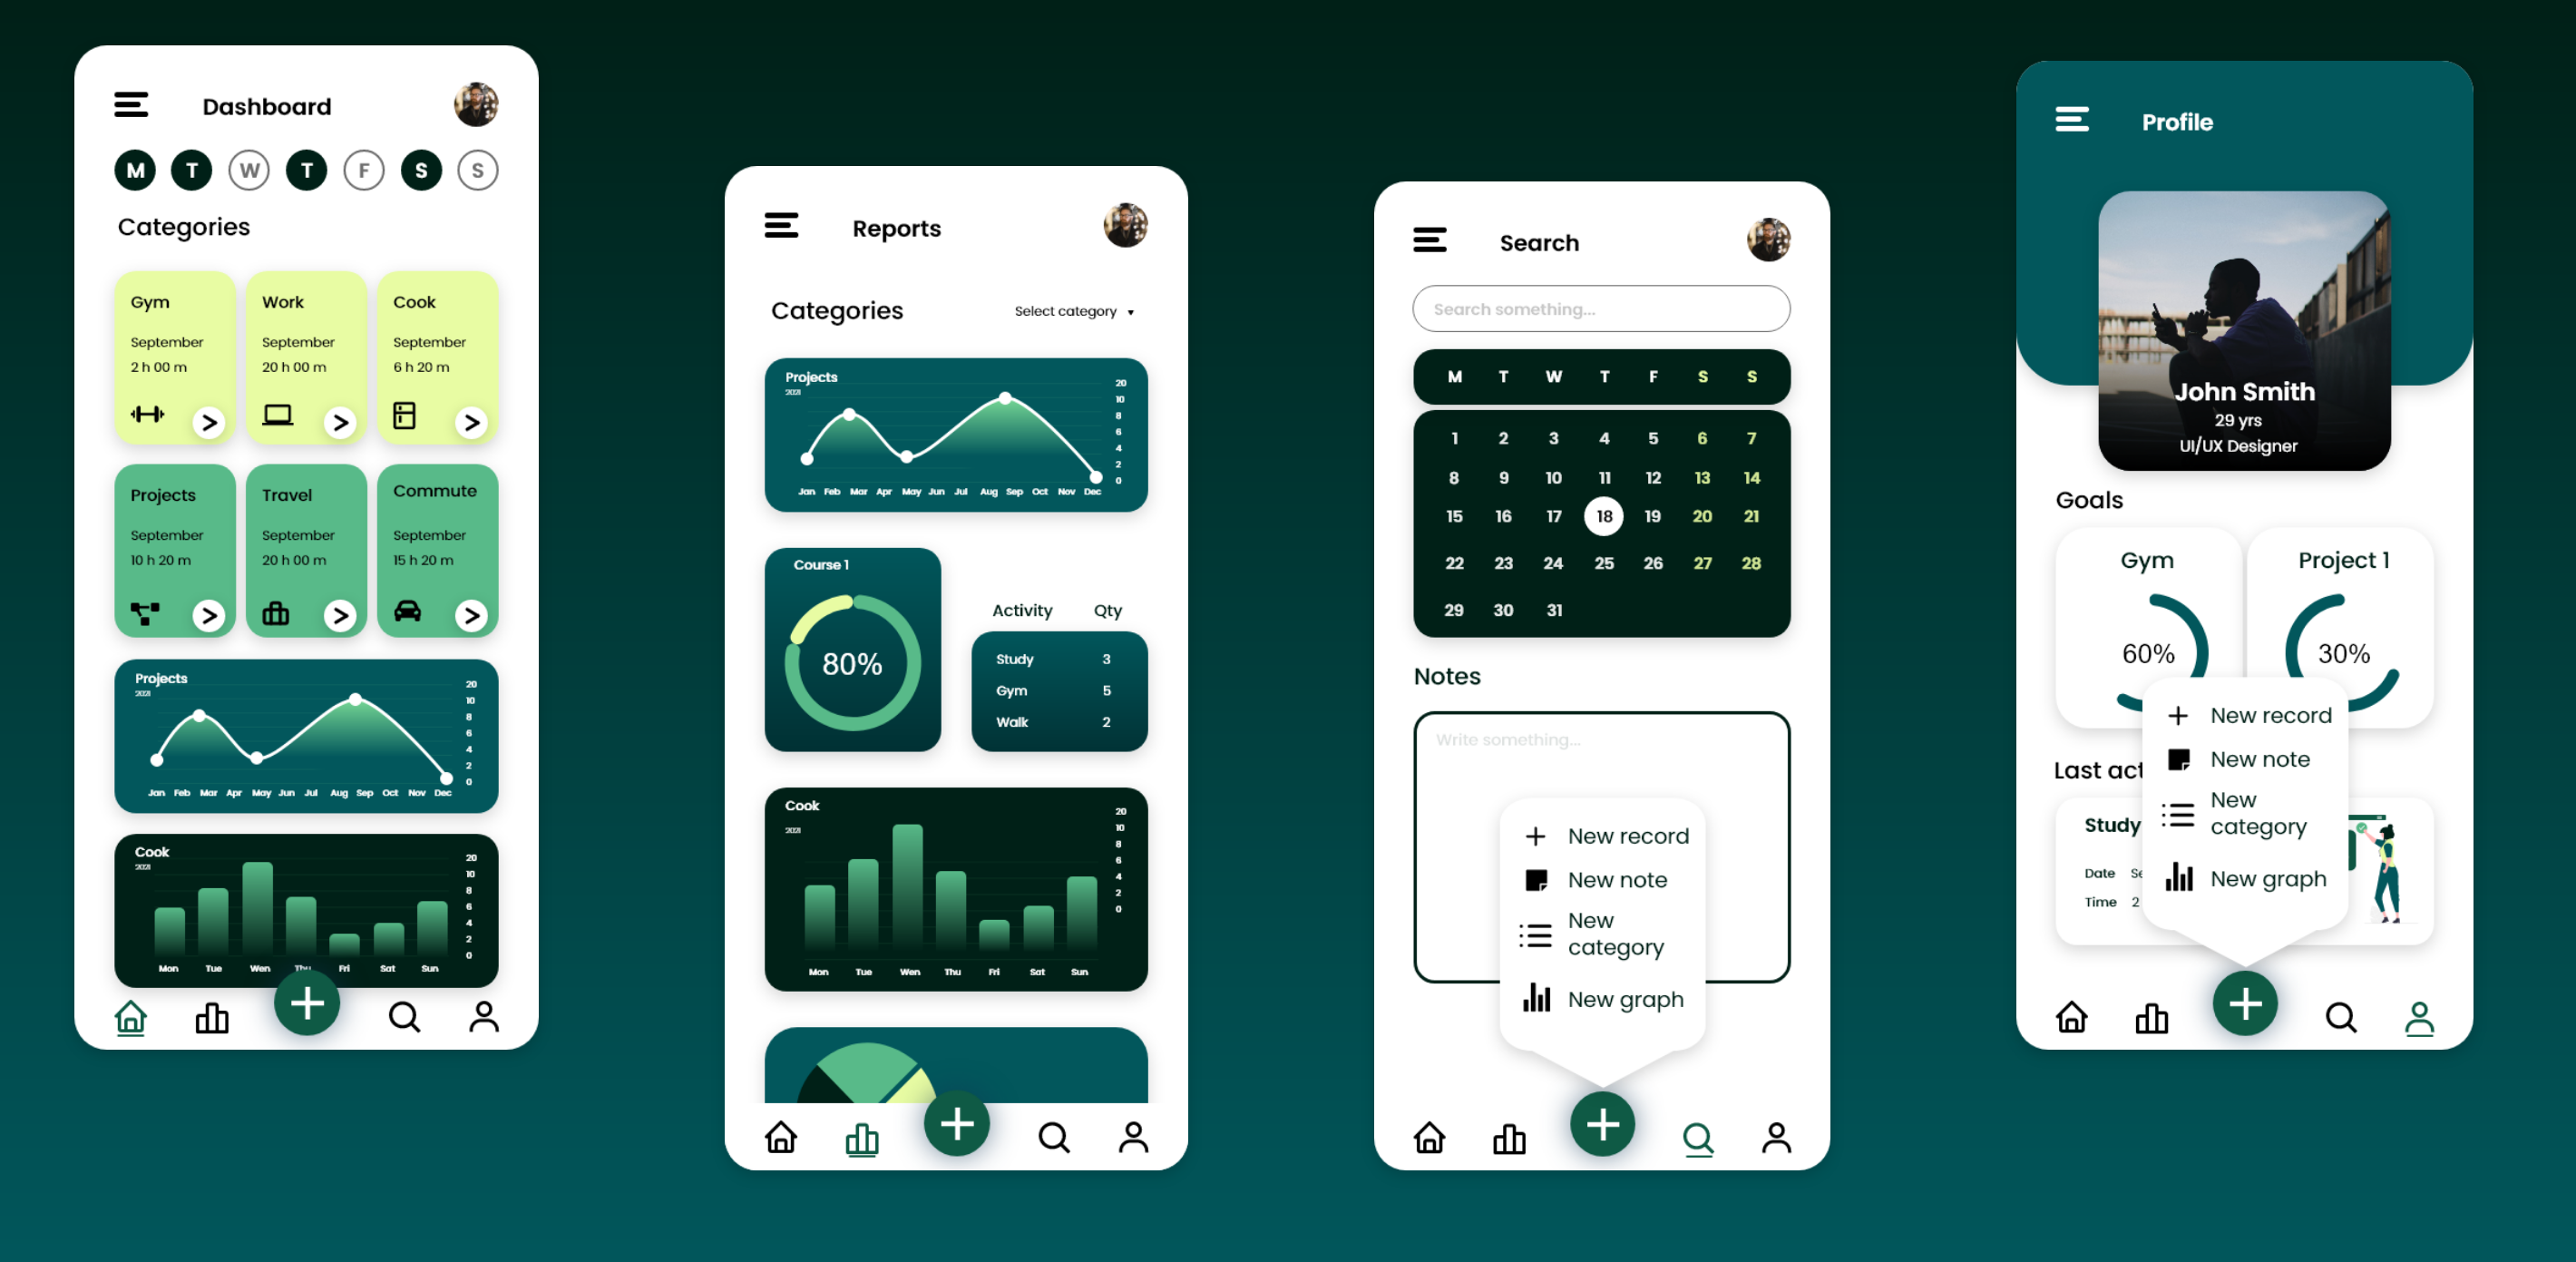 Dashboard
M T W T F S S
Categories
Gym
September
2 h 00 m
>
Work
September
20 h 00 m
>
Cook
September
6 h 20 m
>
Projects
September
10 h 20 m
>
Travel
September
20 h 00 m
>
Commute
September
15 h 20 m
>
Projects
2021
20
10
8
6
4
2
0
Jan Feb Mar Apr May Jun Jul Aug Sep Oct Nov Dec
Cook
2021
20
10
8
6
4
2
0
Mon Tue Wen Thu Fri Sat Sun
Reports
Categories
Select category
Projects
2021
20
10
8
6
4
2
0
Jan Feb Mar Apr May Jun Jul Aug Sep Oct Nov Dec
Course 1
80%
Activity Qty
Study 3
Gym 5
Walk 2
Cook
2021
20
10
8
6
4
2
0
Mon Tue Wen Thu Fri Sat Sun
Search
Search something...
M T W T F S S
1 2 3 4 5 6 7
8 9 10 11 12 13 14
15 16 17 18 19 20 21
22 23 24 25 26 27 28
29 30 31
Notes
Write something...
New record
New note
New
category
New graph
Profile
John Smith
29 yrs
UI/UX Designer
Goals
Gym
60%
Project 1
30%
Last act
Study
Date Se
Time 2
New record
New note
New
category
New graph